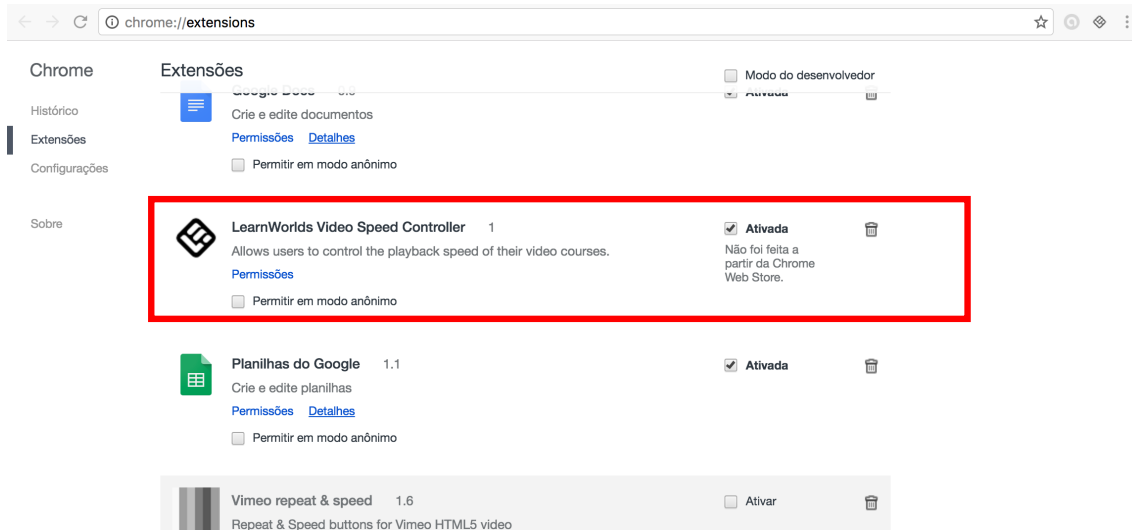 chrome://extensions
Chrome
Extensões
Modo do desenvolvedor
Histórico
Extensões
Configurações
Sobre
Google Docs
Ativada
Crie e edite documentos
Permissões Detalhes
Permitir em modo anônimo
LearnWorlds Video Speed Controller 1
Ativada
Allows users to control the playback speed of their video courses.
Não foi feita a
partir da Chrome
Web Store.
Permissões
Permitir em modo anônimo
Planilhas do Google 1.1
Ativada
Crie e edite planilhas
Permissões Detalhes
Permitir em modo anônimo
Vimeo repeat & speed 1.6
Ativar
Repeat & Speed buttons for Vimeo HTML5 video